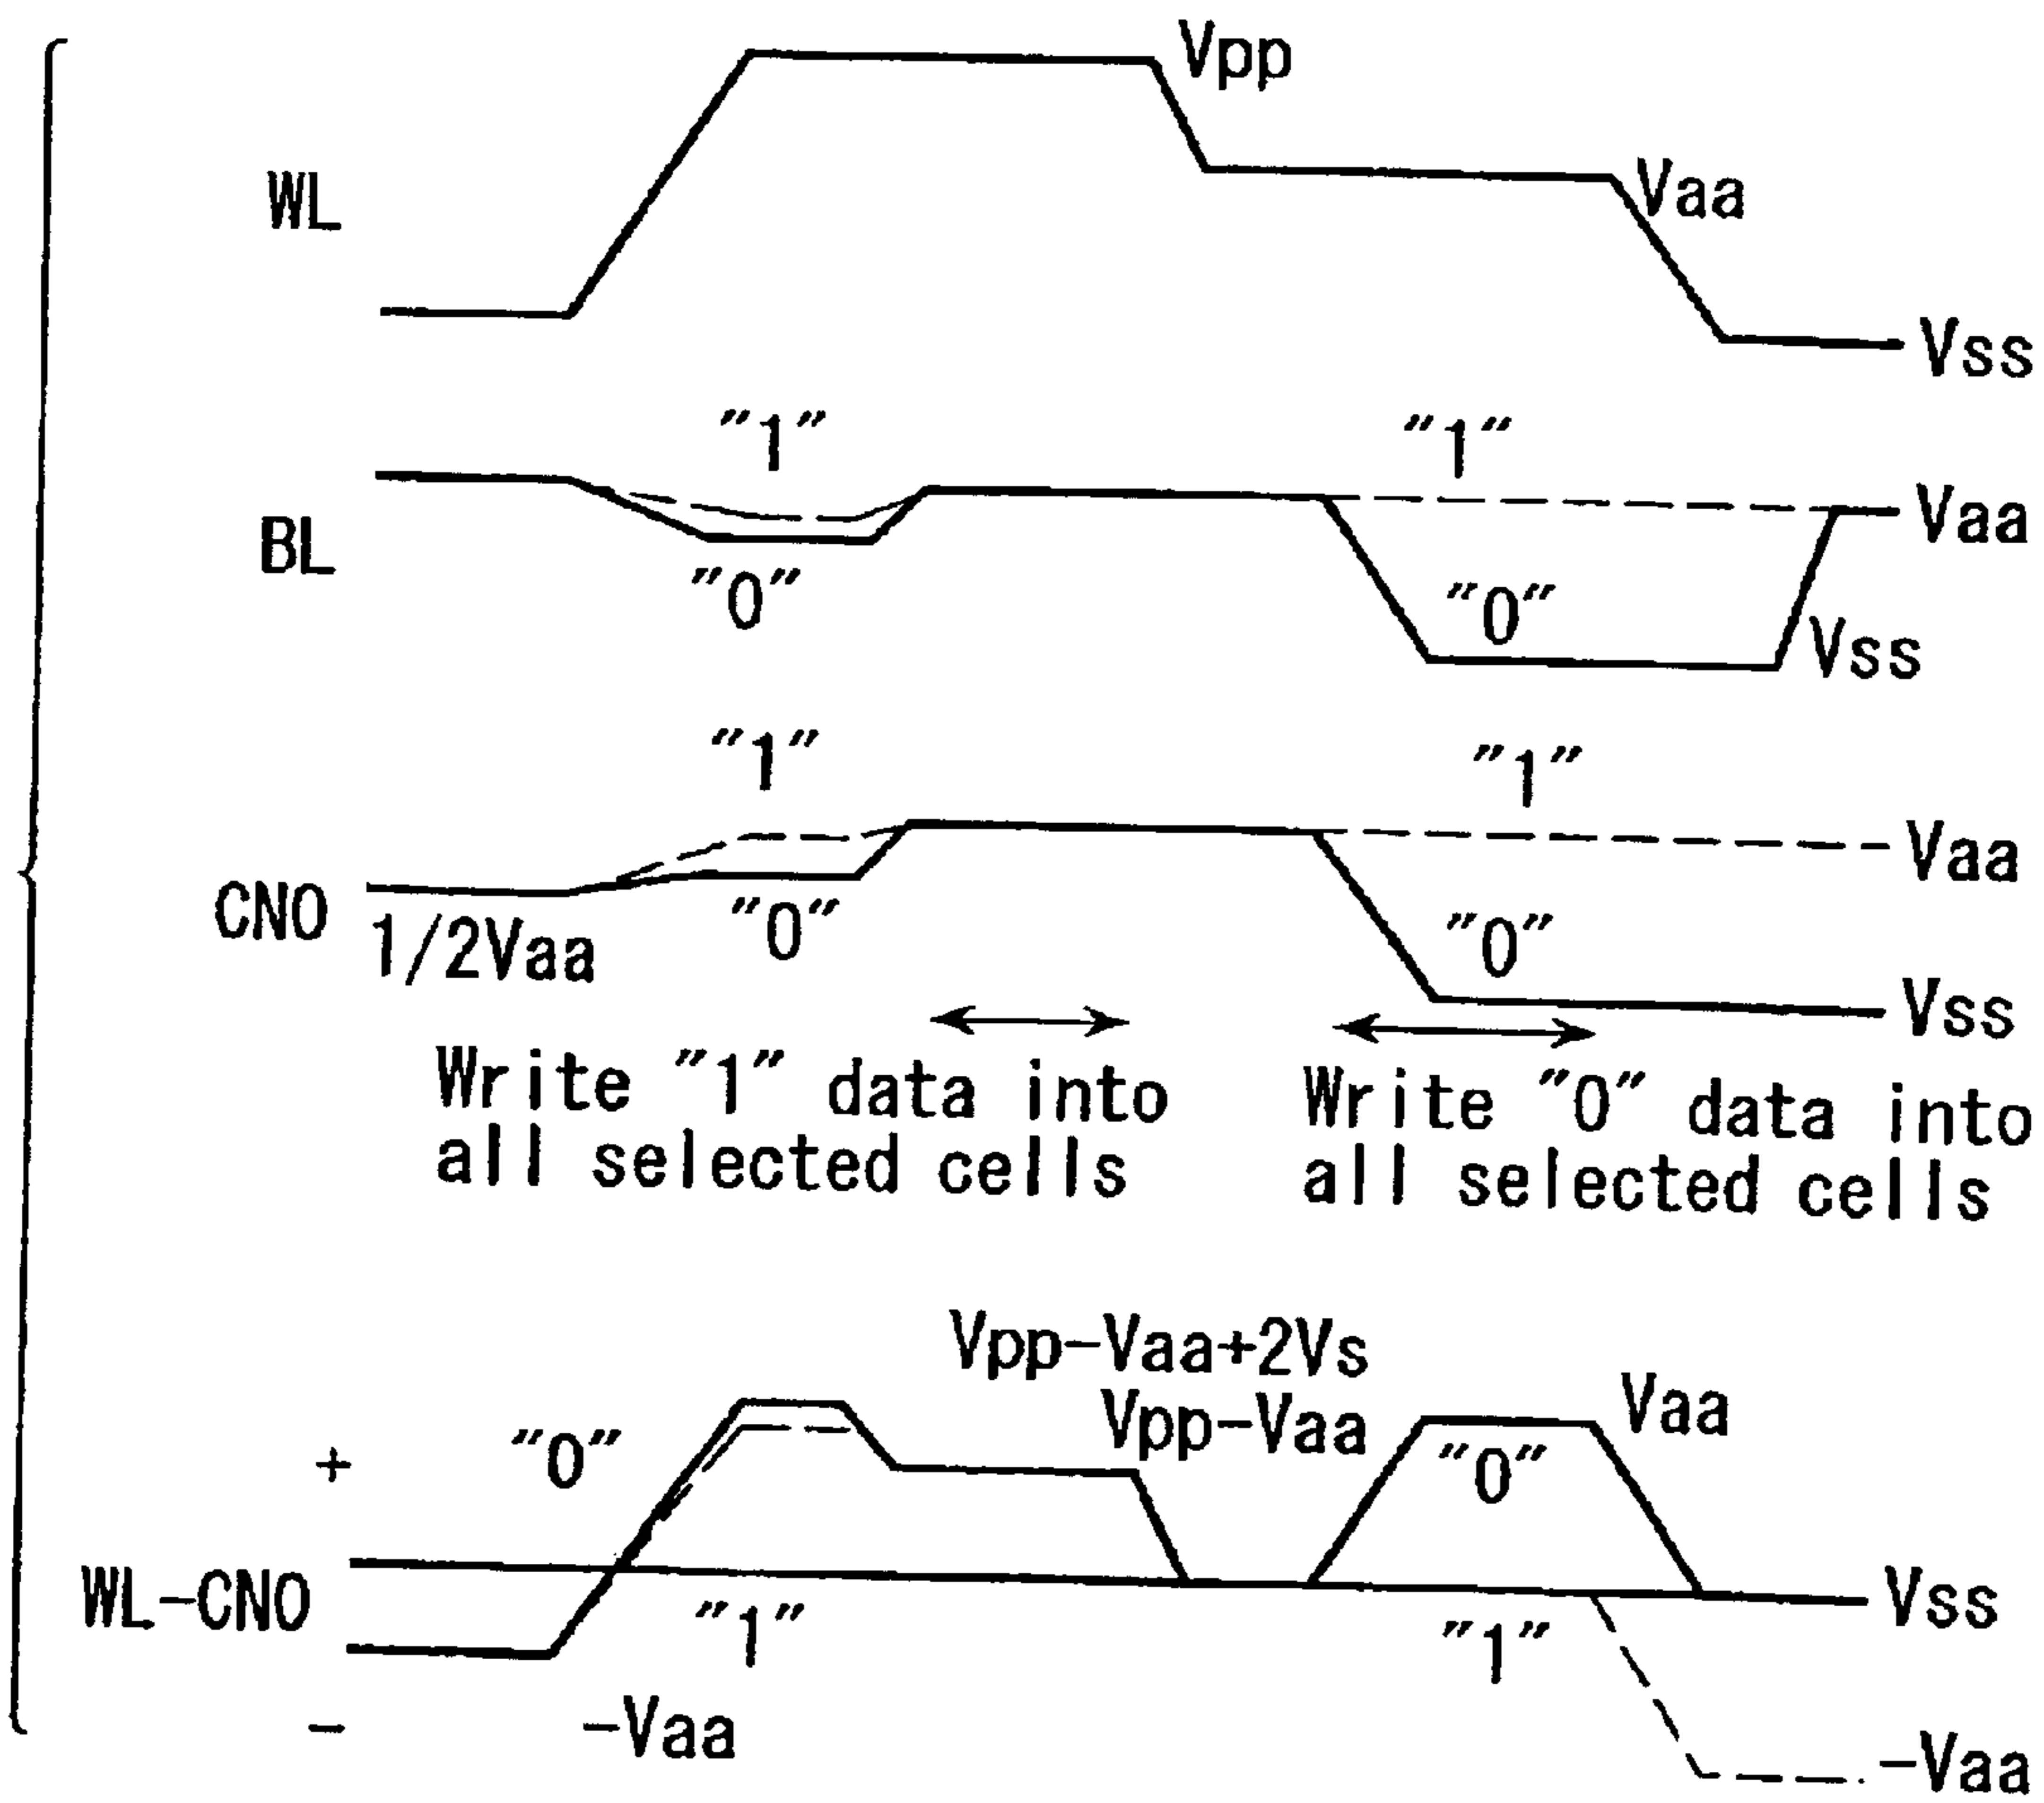 Vpp
WL
Vaa
Vss
"1" "1"
BL
Vaa
"0" "0"
Vss
"1" "1"
Vaa
CNO
1/2Vaa
"0" "0"
Vss
Write "1" data into
all selected cells
Write "0" data into
all selected cells
Vpp-Vaa+2Vs
Vpp-Vaa
Vaa
+
"0" "0"
WL-CNO
Vss
"1" "1"
-
-Vaa
-Vaa